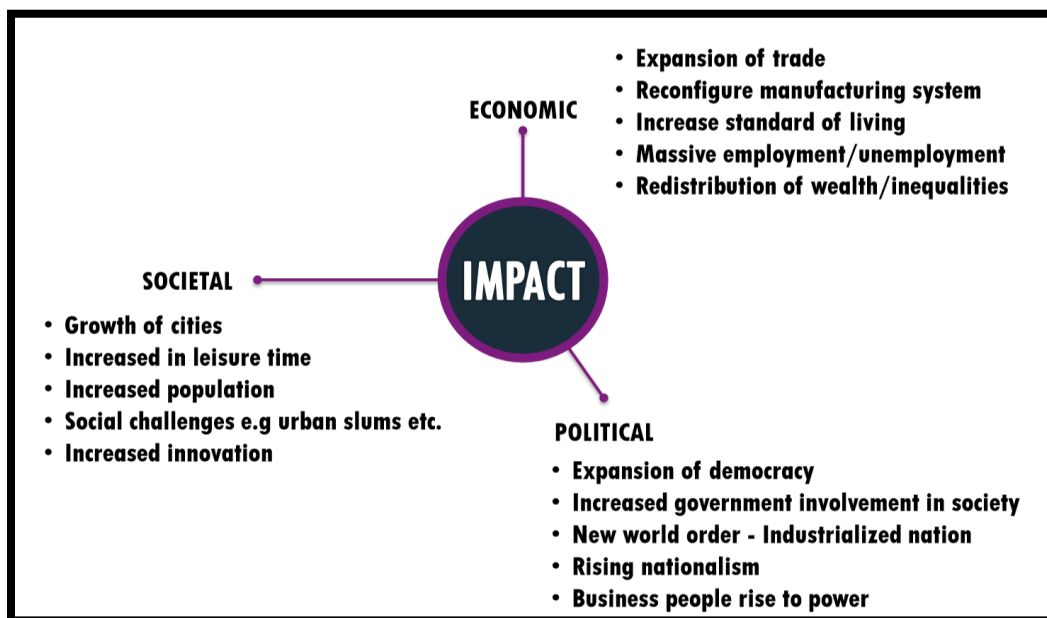 ECONOMIC
• Expansion of trade
• Reconfigure manufacturing system
• Increase standard of living
• Massive employment/unemployment
• Redistribution of wealth/inequalities
IMPACT
SOCIETAL
• Growth of cities
• Increased in leisure time
• Increased population
• Social challenges e.g urban slums etc.
• Increased innovation
POLITICAL
• Expansion of democracy
• Increased government involvement in society
• New world order - Industrialized nation
• Rising nationalism
• Business people rise to power